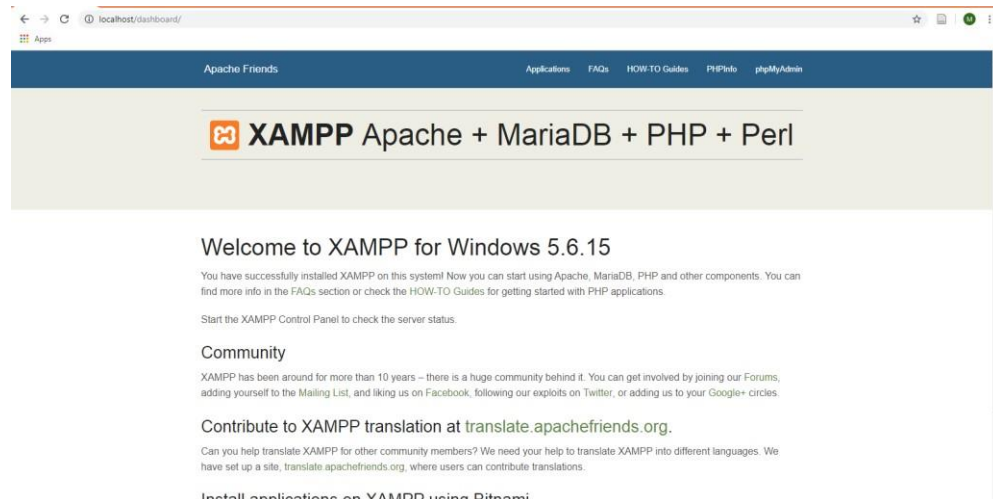 localhost/dashboard/
M
Apps
Apache Friends
Applications FAQs HOW-TO Guides PHPInfo phpMyAdmin
XAMPP Apache + MariaDB + PHP + Perl
Welcome to XAMPP for Windows 5.6.15
You have successfully installed XAMPP on this system! Now you can start using Apache, MariaDB, PHP and other components. You can
find more info in the FAQs section or check the HOW-TO Guides for getting started with PHP applications.
Start the XAMPP Control Panel to check the server status.
Community
XAMPP has been around for more than 10 years – there is a huge community behind it. You can get involved by joining our Forums,
adding yourself to the Mailing List, and liking us on Facebook, following our exploits on Twitter, or adding us to your Google+ circles.
Contribute to XAMPP translation at translate.apachefriends.org.
Can you help translate XAMPP for other community members? We need your help to translate XAMPP into different languages. We
have set up a site, translate.apachefriends.org, where users can contribute translations.
Install applications on XAMPP using Bitnami